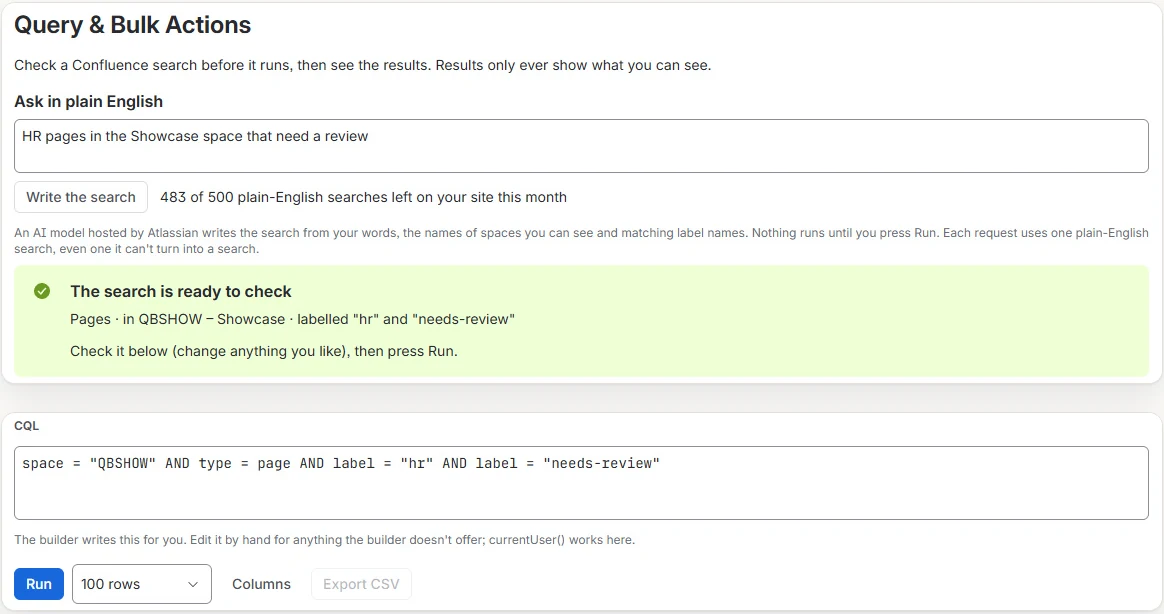 Query & Bulk Actions
Check a Confluence search before it runs, then see the results. Results only ever show what you can see.
Ask in plain English
HR pages in the Showcase space that need a review
Write the search
483 of 500 plain-English searches left on your site this month
An AI model hosted by Atlassian writes the search from your words, the names of spaces you can see and matching label names. Nothing runs until you press Run. Each request uses one plain-English
search, even one it can't turn into a search.
The search is ready to check
Pages · in QBSHOW – Showcase · labelled "hr" and "needs-review"
Check it below (change anything you like), then press Run.
CQL
space = "QBSHOW" AND type = page AND label = "hr" AND label = "needs-review"
The builder writes this for you. Edit it by hand for anything the builder doesn't offer; currentUser() works here.
Run
100 rows
Columns
Export CSV